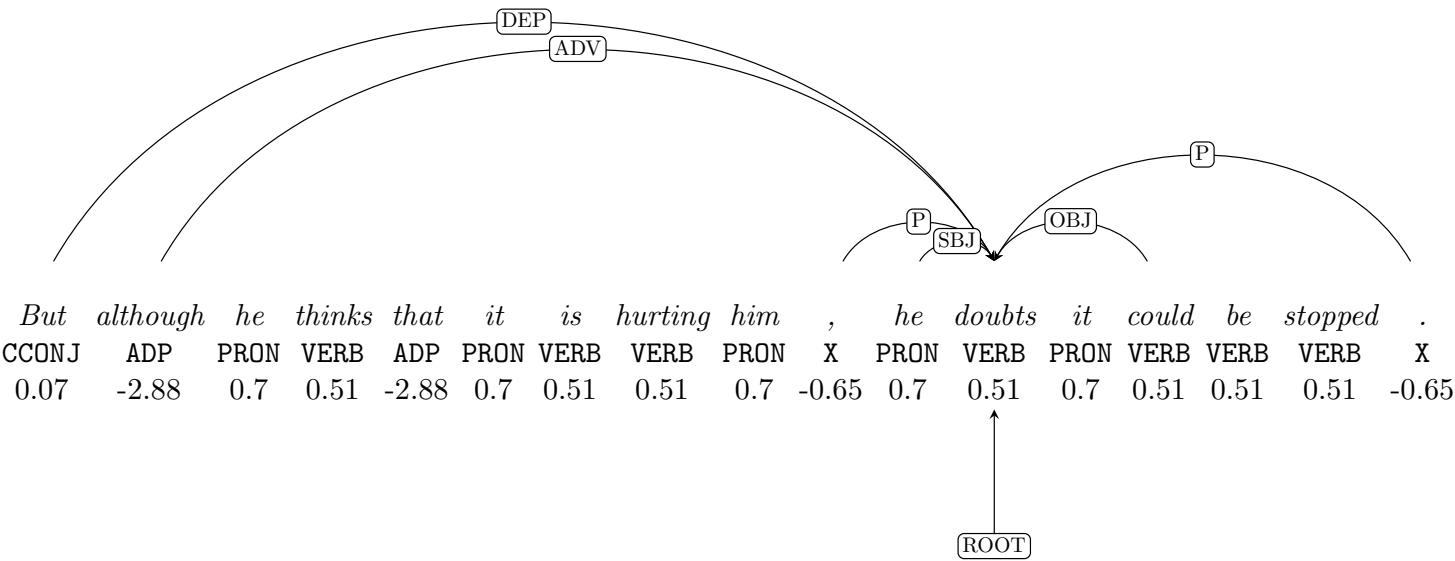 DEP
ADV
P
P
OBJ
SBJ
But although he thinks that it is hurting him , he doubts it could be stopped .
CCONJ ADP PRON VERB ADP PRON VERB VERB PRON X PRON VERB PRON VERB VERB VERB X
0.07 -2.88 0.7 0.51 -2.88 0.7 0.51 0.51 0.7 -0.65 0.7 0.51 0.7 0.51 0.51 0.51 -0.65
ROOT